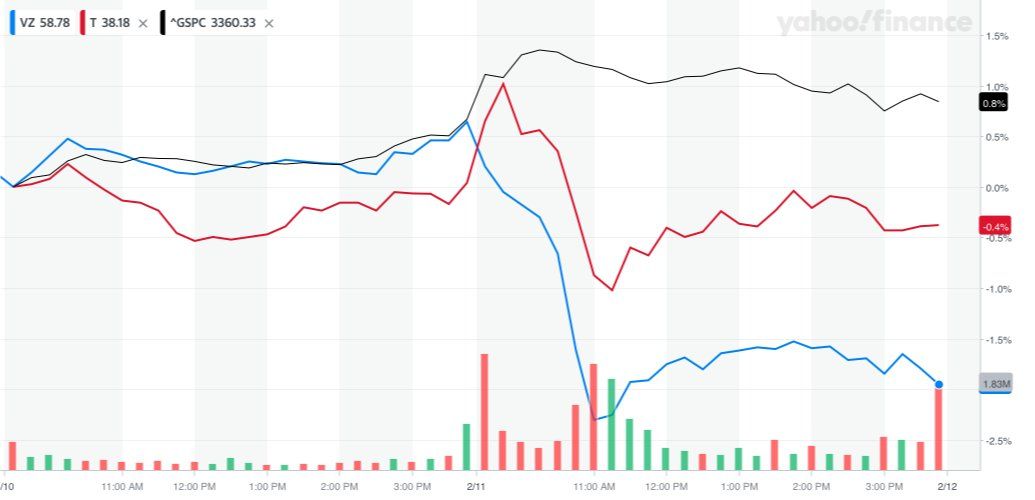 VZ 58.78 T 38.18 × ^GSPC 3360.33 ×
yahoo!finance
1.5%
1.0%
0.8%
0.5%
0.0%
-0.4%
-0.5%
-1.0%
-1.5%
1.83M
-2.5%
/10 11:00 AM 12:00 PM 1:00 PM 2:00 PM 3:00 PM 2/11 11:00 AM 12:00 PM 1:00 PM 2:00 PM 3:00 PM 2/12